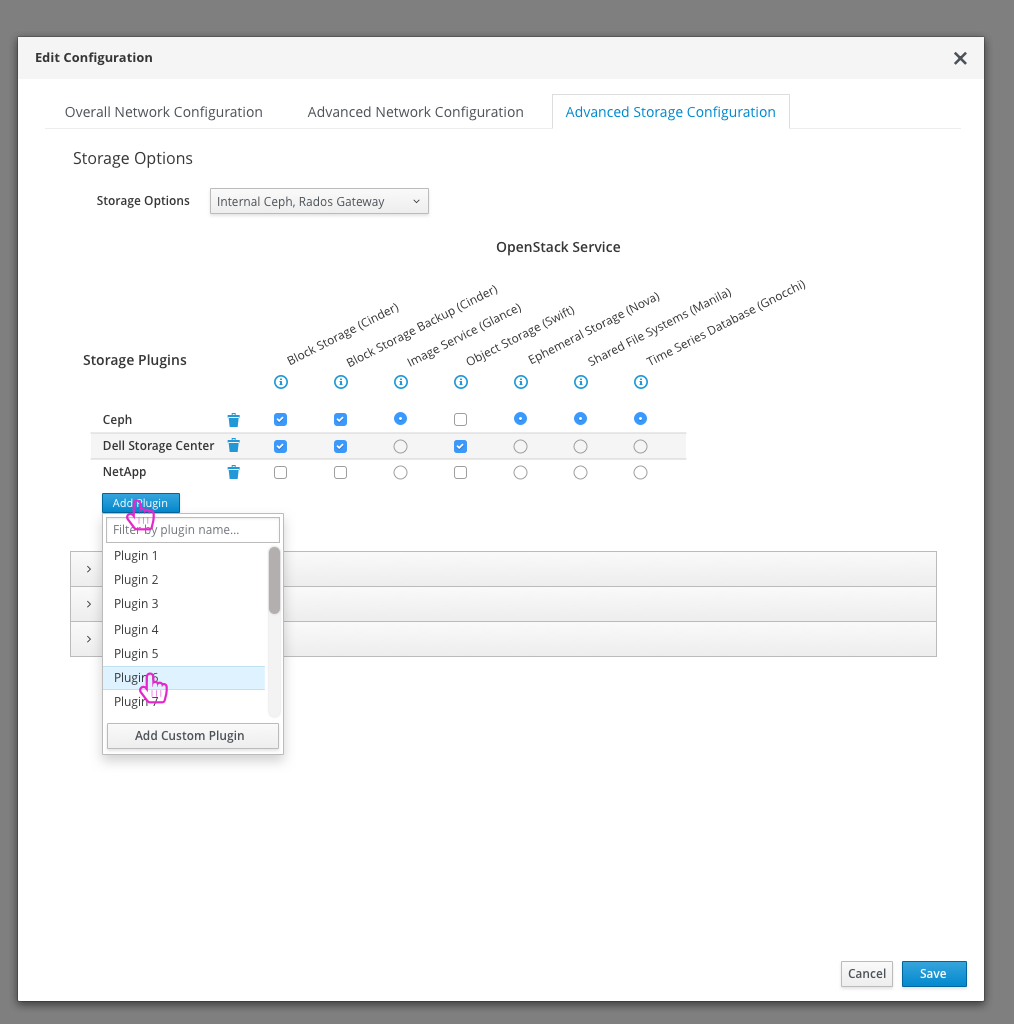 Edit Configuration
Overall Network Configuration
Advanced Network Configuration
Advanced Storage Configuration
Storage Options
Storage Options
Internal Ceph, Rados Gateway
OpenStack Service
Storage Plugins
Block Storage (Cinder)
Block Storage Backup (Cinder)
Image Service (Glance)
Object Storage (Swift)
Ephemeral Storage (Nova)
Shared File Systems (Manila)
Time Series Database (Gnocchi)
Ceph
Dell Storage Center
NetApp
Add Plugin
Filter by plugin name...
Plugin 1
Plugin 2
Plugin 3
Plugin 4
Plugin 5
Plugin 6
Plugin 7
Add Custom Plugin
Cancel
Save